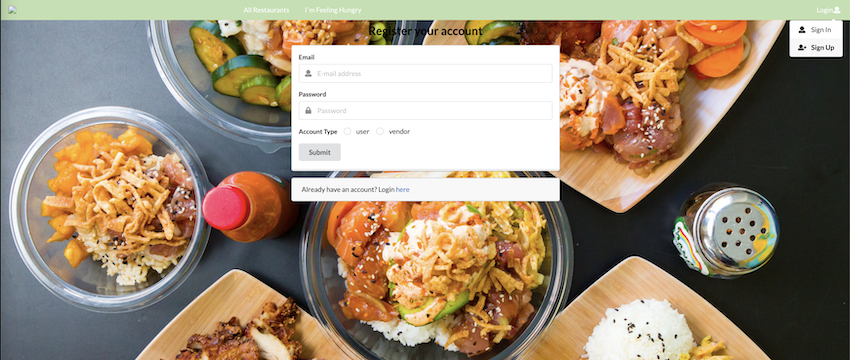 All Restaurants
I'm Feeling Hungry
Login
Sign In
Sign Up
Register your account
Email
E-mail address
Password
Password
Account Type
user
vendor
Submit
Already have an account? Login here